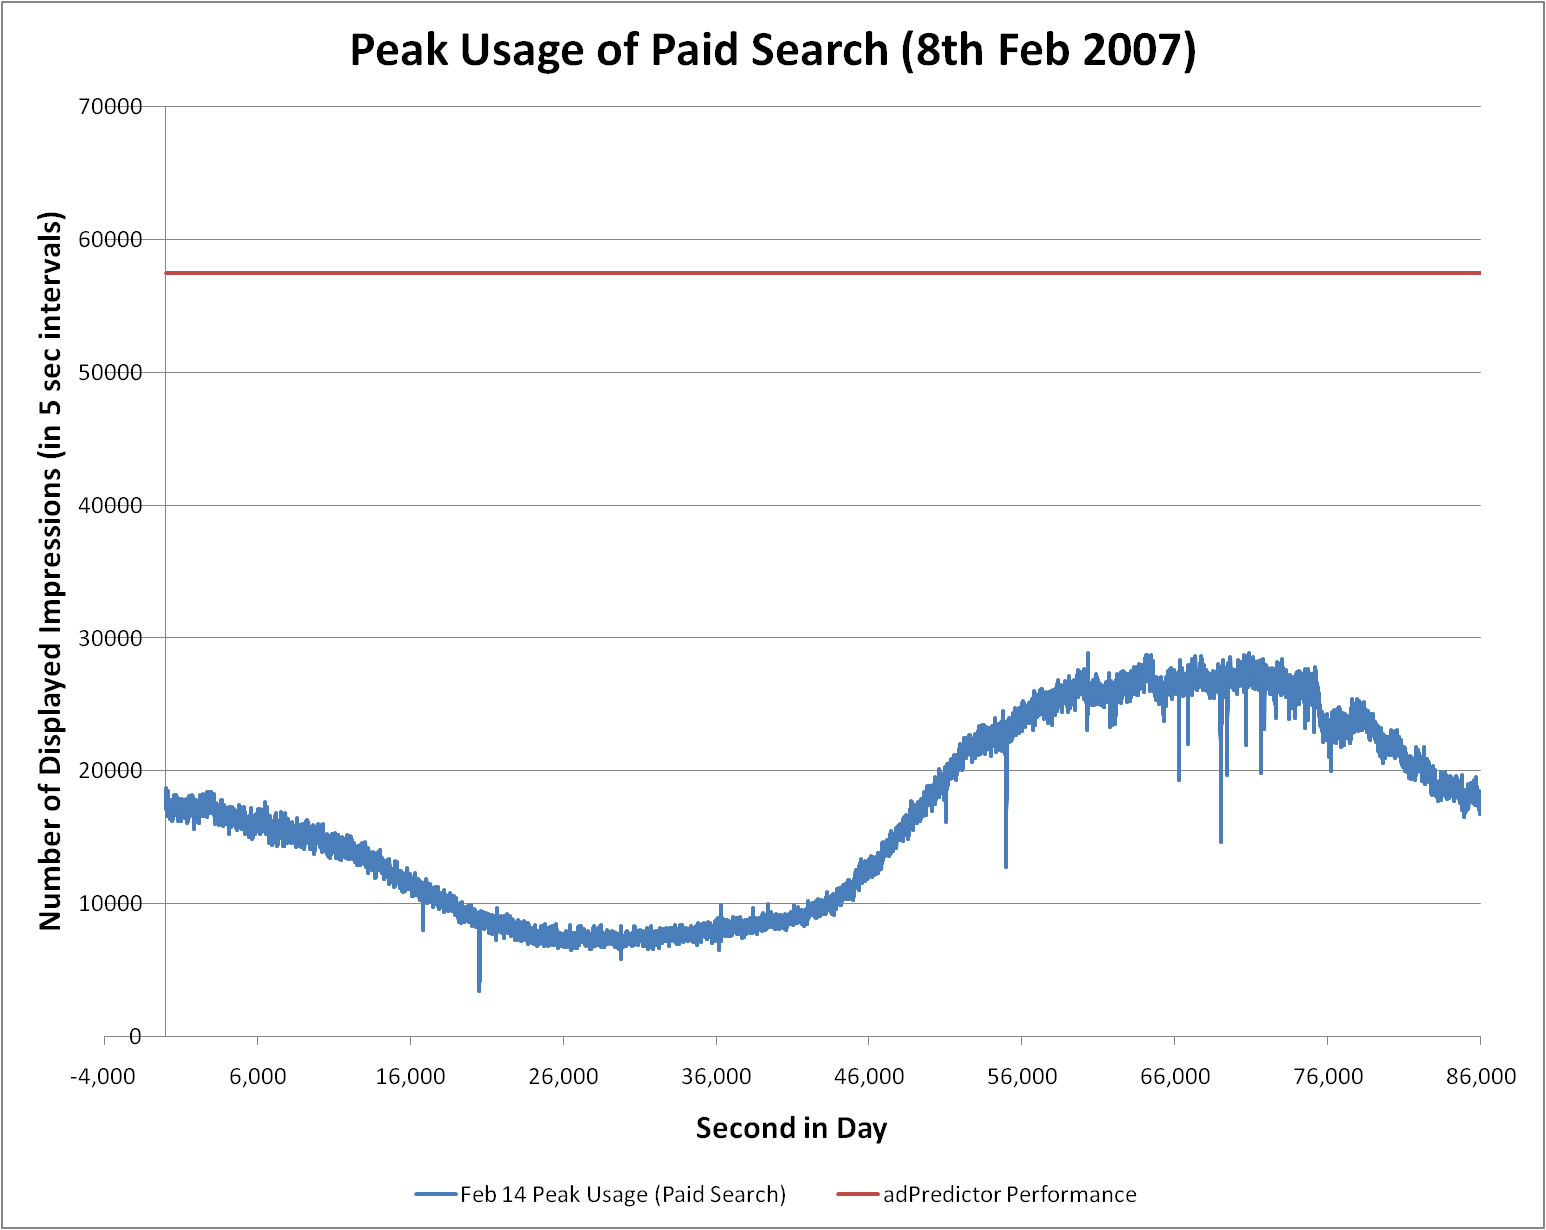 Peak Usage of Paid Search (8th Feb 2007)
70000
60000
50000
40000
30000
20000
10000
0
Number of Displayed Impressions (in 5 sec intervals)
-4,000 6,000 16,000 26,000 36,000 46,000 56,000 66,000 76,000 86,000
Second in Day
Feb 14 Peak Usage (Paid Search) adPredictor Performance